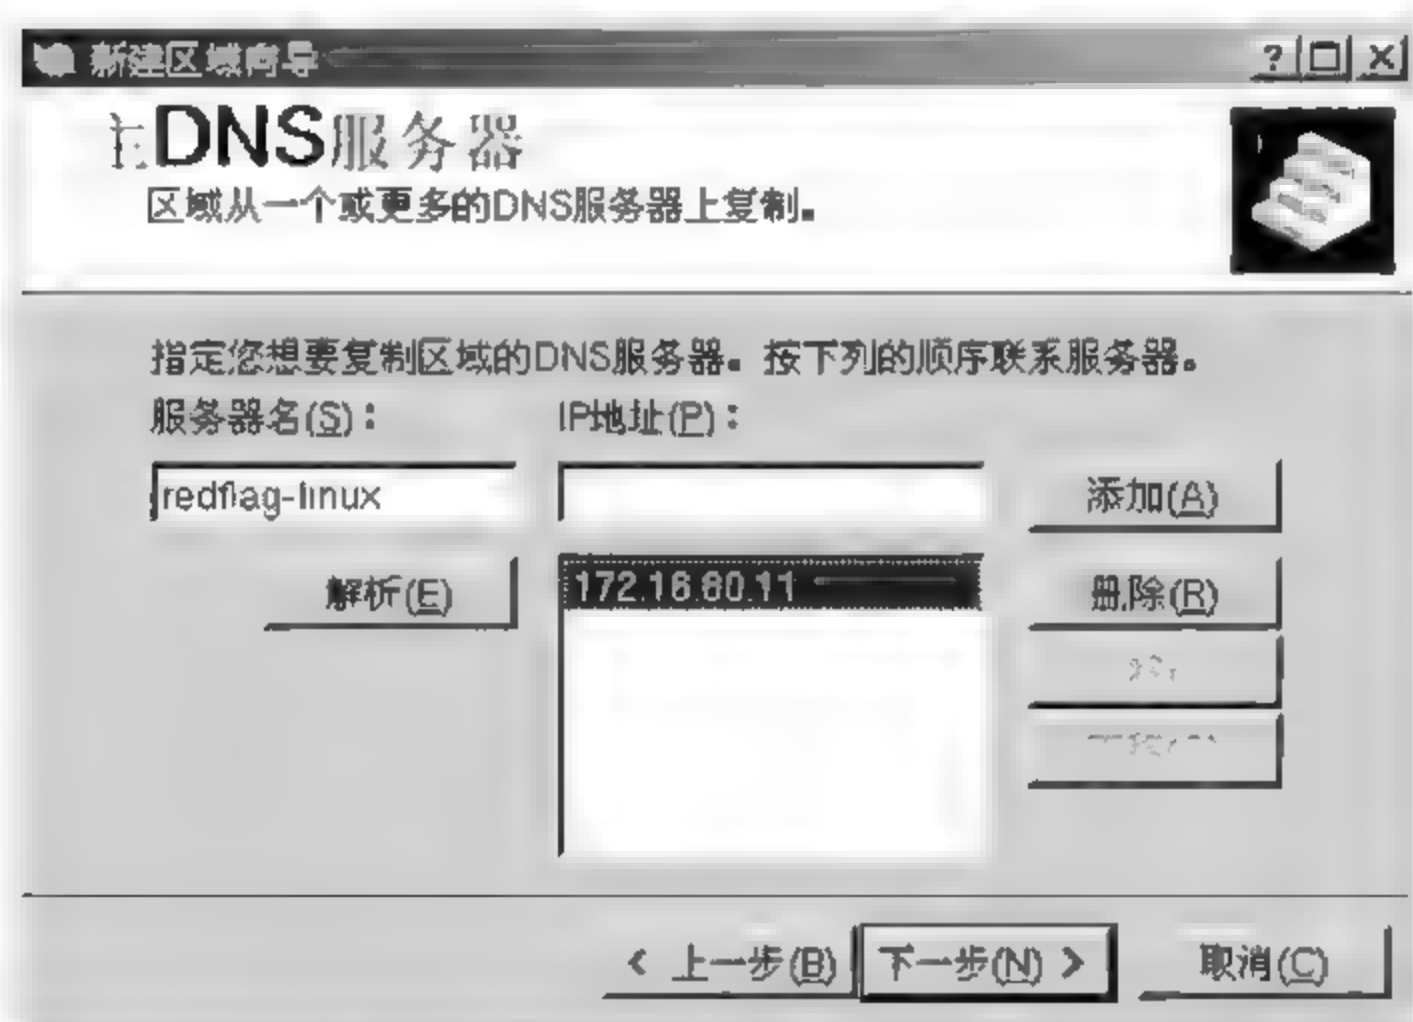 新建区域向导
主DNS服务器
区域从一个或更多的DNS服务器上复制。
指定您想要复制区域的DNS服务器。按下列的顺序联系服务器。
服务器名(S)： IP地址(P)：
redflag-linux 添加(A)
解析(E) 172.16.80.11 删除(R)
< 上一步(B) 下一步(N) > 取消(C)